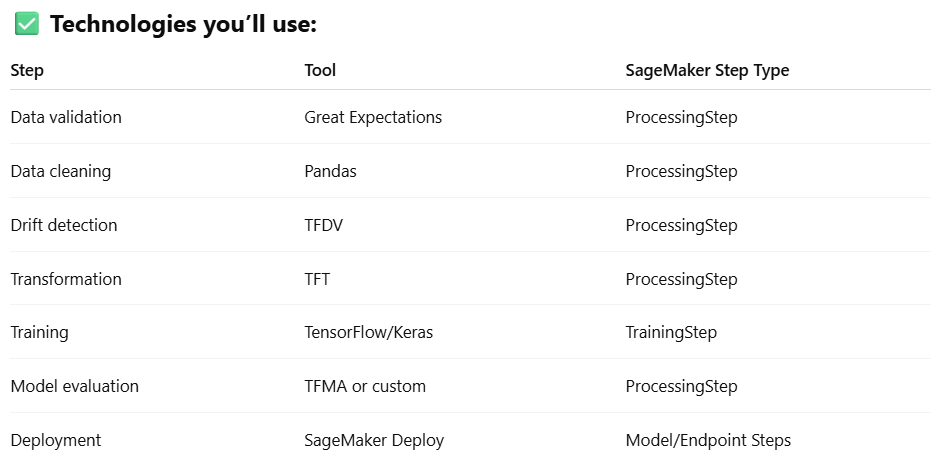 ✅ Technologies you’ll use:
Step Tool SageMaker Step Type
Data validation Great Expectations ProcessingStep
Data cleaning Pandas ProcessingStep
Drift detection TFDV ProcessingStep
Transformation TFT ProcessingStep
Training TensorFlow/Keras TrainingStep
Model evaluation TFMA or custom ProcessingStep
Deployment SageMaker Deploy Model/Endpoint Steps